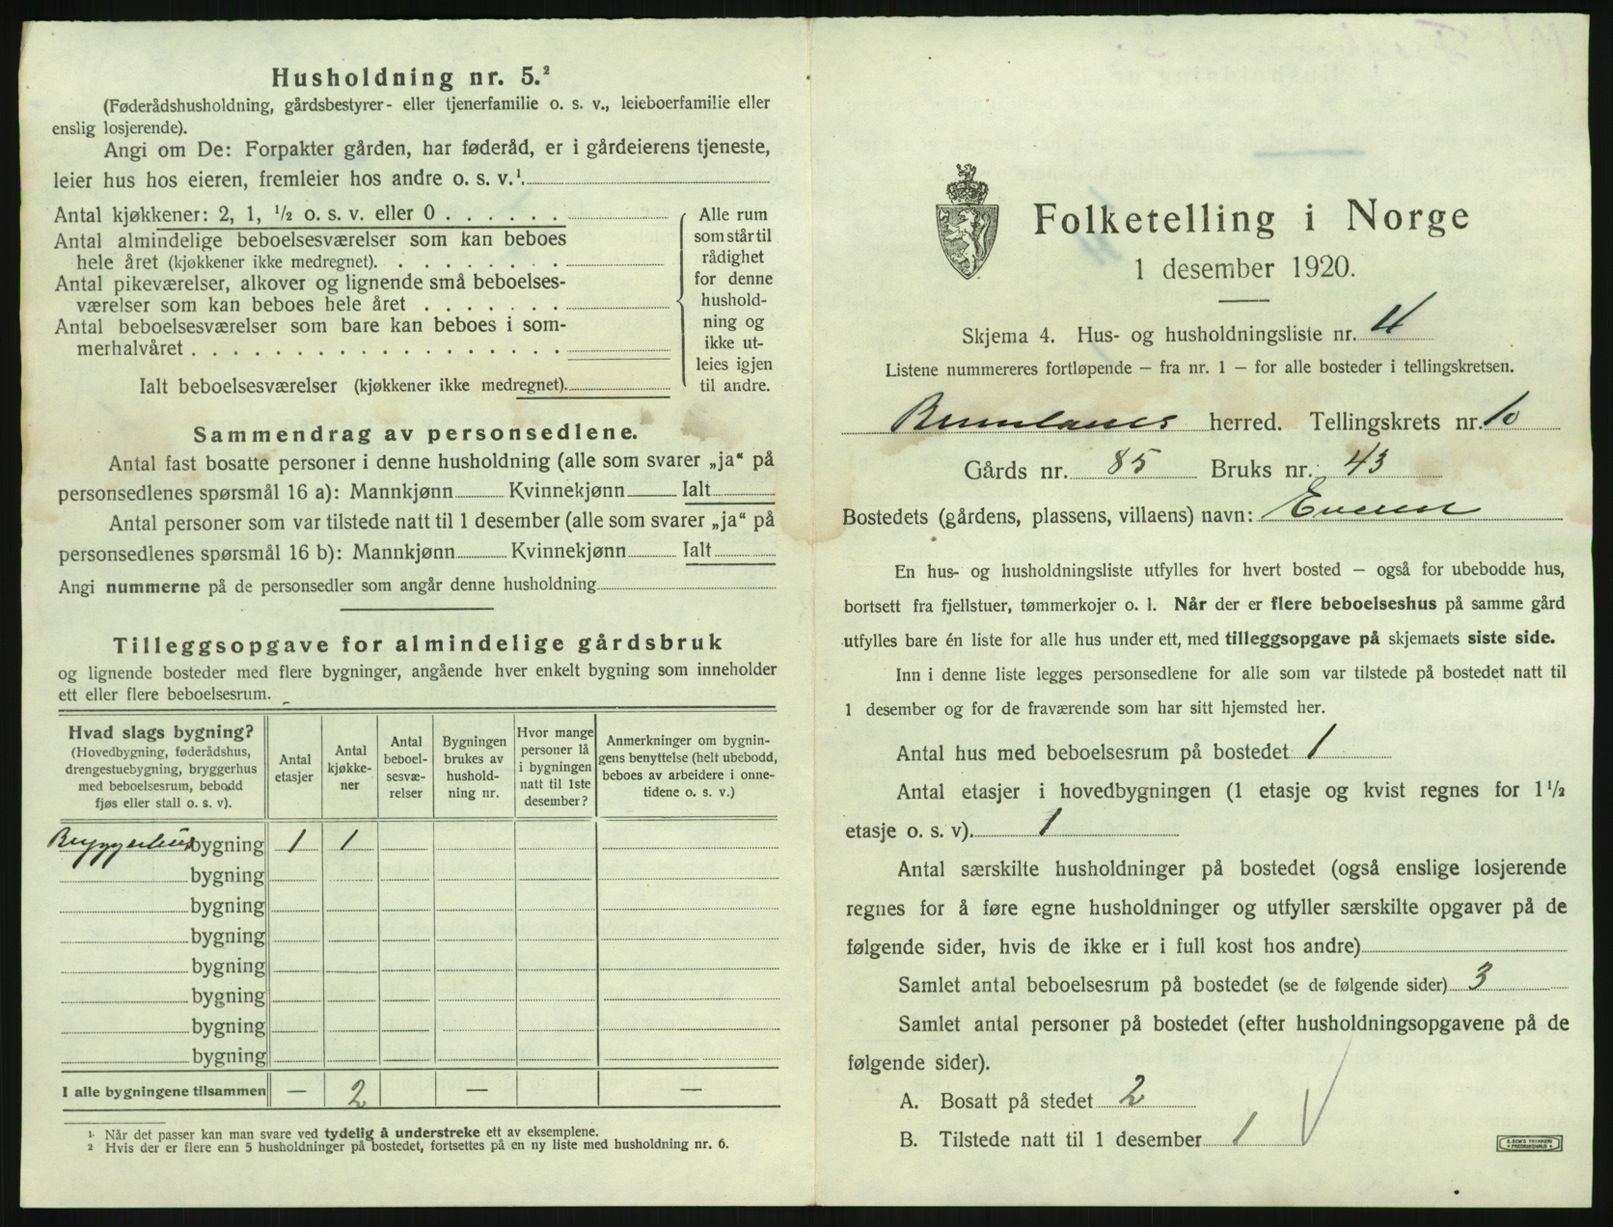 Husholdning nr. 5.²
(Føderådshusholdning, gårdsbestyrer- eller tjenerfamilie o. s. v., leieboerfamilie eller
enslig losjerende).
Angi om De: Forpakter gården, har føderåd, er i gårdeierens tjeneste,
leier hus hos eieren, fremleier hos andre o. s. v.¹.
Antal kjøkkener: 2, 1, ½ o. s. v. eller 0 . . . . . .
Antal almindelige beboelsesværelser som kan beboes
hele året (kjøkkener ikke medregnet). . . . . . . . .
Antal pikeværelser, alkover og lignende små beboelses-
værelser som kan beboes hele året . . . . . . .
Antal beboelsesværelser som bare kan beboes i som-
merhalvåret . . . . . . . . . . . . . . . . . .
Ialt beboelsesværelser (kjøkkener ikke medregnet).
Alle rum
som står til
rådighet
for denne
hushold-
ning og
ikke ut-
leies igjen
til andre.
Sammendrag av personsedlene.
Antal fast bosatte personer i denne husholdning (alle som svarer „ja“ på
personsedlenes spørsmål 16 a): Mannkjønn Kvinnekjønn Ialt
Antal personer som var tilstede natt til 1 desember (alle som svarer „ja“ på
personsedlenes spørsmål 16 b): Mannkjønn Kvinnekjønn Ialt
Angi nummerne på de personsedler som angår denne husholdning
Tilleggsopgave for almindelige gårdsbruk
og lignende bosteder med flere bygninger, angående hver enkelt bygning som inneholder
ett eller flere beboelsesrum.
Hvad slags bygning?
(Hovedbygning, føderådshus,
drengestuebygning, bryggerhus
med beboelsesrum, bebodd
fjøs eller stall o. s. v).
Antal
etasjer
Antal
kjøkke-
ner
Antal
beboel-
sesvæ-
relser
Bygningen
brukes av
hushold-
ning nr.
Hvor mange
personer lå
i bygningen
natt til 1ste
desember?
Anmerkninger om bygnin-
gens benyttelse (helt ubebodd,
beboes av arbeidere i onne-
tidene o. s. v.)
Bryggerhus bygning 1 1
bygning
bygning
bygning
bygning
bygning
bygning
bygning
I alle bygningene tilsammen — 2 — —
1. Når det passer kan man svare ved tydelig å understreke ett av eksemplene.
2 Hvis der er flere enn 5 husholdninger på bostedet, fortsettes på en ny liste med husholdning nr. 6.
Folketelling i Norge
1 desember 1920.
Skjema 4. Hus- og husholdningsliste nr. 4
Listene nummereres fortløpende — fra nr. 1 — for alle bosteder i tellingskretsen.
Brunlanes herred. Tellingskrets nr. 10
Gårds nr. 85 Bruks nr. 43
Bostedets (gårdens, plassens, villaens) navn:
En hus- og husholdningsliste utfylles for hvert bosted — også for ubebodde hus,
bortsett fra fjellstuer, tømmerkojer o. l. Når der er flere beboelseshus på samme gård
utfylles bare én liste for alle hus under ett, med tilleggsopgave på skjemaets siste side.
Inn i denne liste legges personsedlene for alle som var tilstede på bostedet natt til
1 desember og for de fraværende som har sitt hjemsted her.
Antal hus med beboelsesrum på bostedet 1
Antal etasjer i hovedbygningen (1 etasje og kvist regnes for 1½
etasje o. s. v). 1
Antal særskilte husholdninger på bostedet (også enslige losjerende
regnes for å føre egne husholdninger og utfyller særskilte opgaver på de
følgende sider, hvis de ikke er i full kost hos andre)
Samlet antal beboelsesrum på bostedet (se de følgende sider) 3
Samlet antal personer på bostedet (efter husholdningsopgavene på de
følgende sider).
A. Bosatt på stedet 2
B. Tilstede natt til 1 desember 1